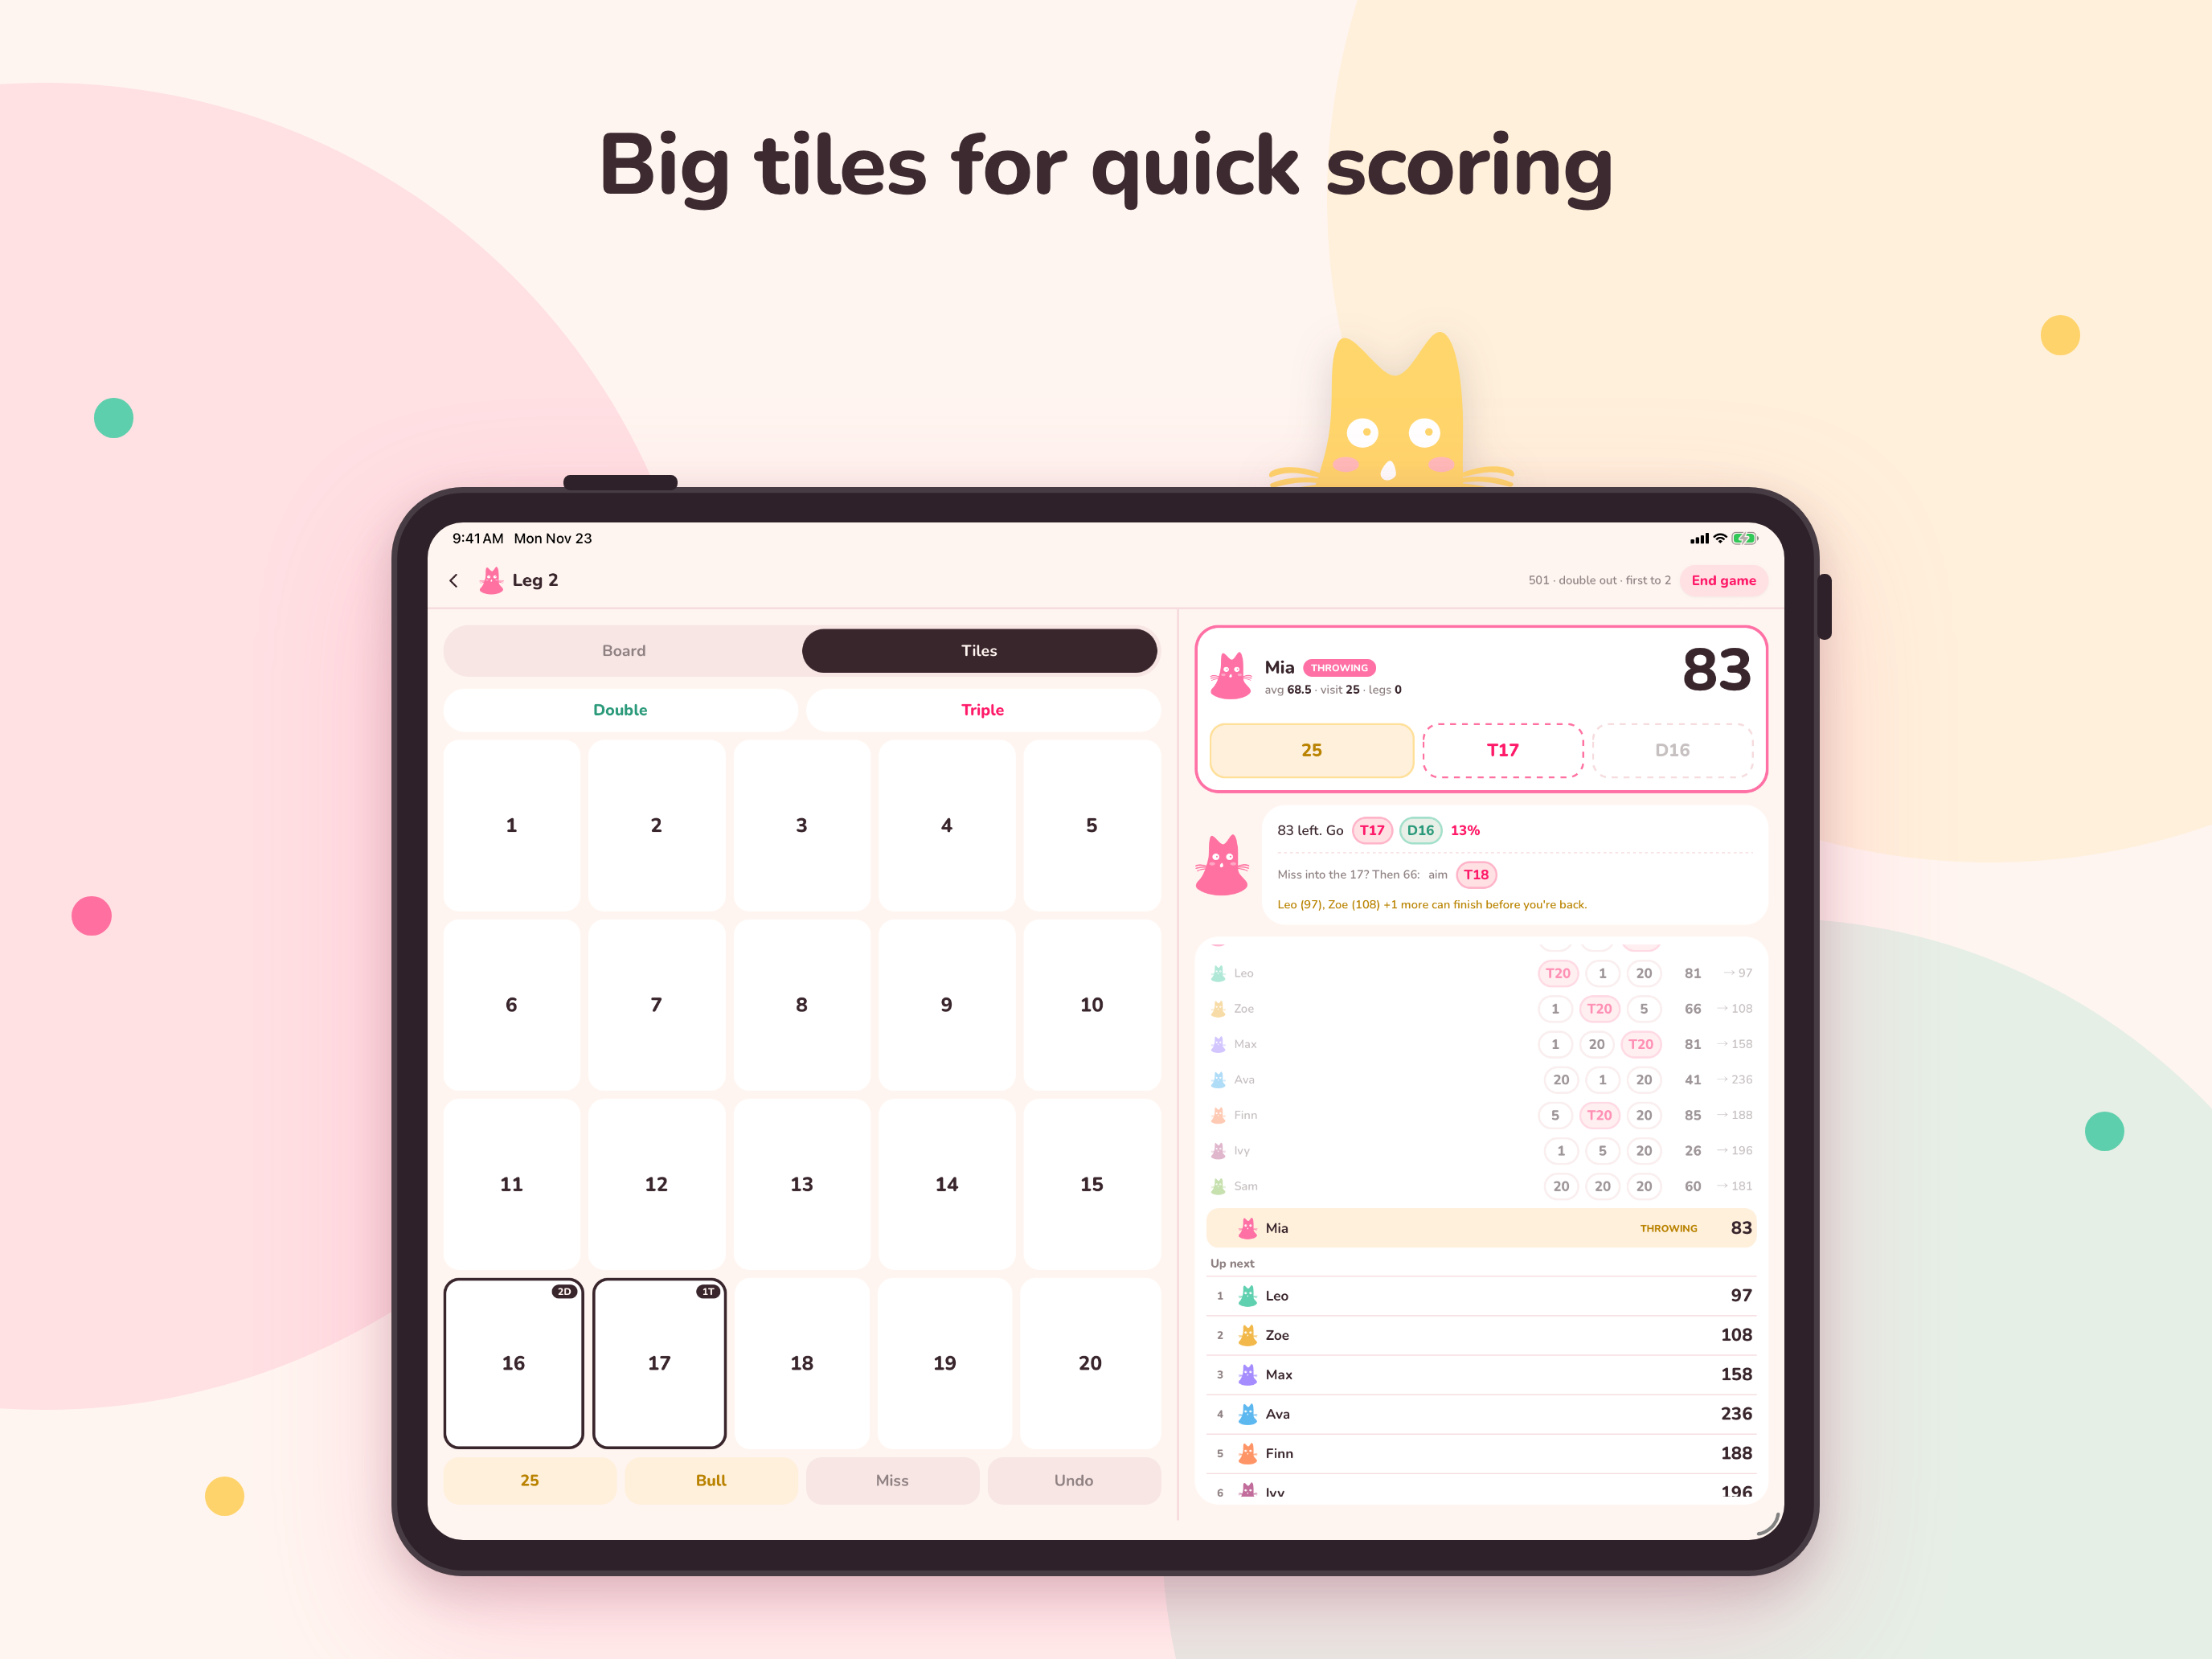 Big tiles for quick scoring
9:41 AM Mon Nov 23
Leg 2
501 · double out · first to 2 End game
Board Tiles
Double Triple
1 2 3 4 5
6 7 8 9 10
11 12 13 14 15
2D 1T
16 17 18 19 20
25 Bull Miss Undo
Mia THROWING 83
avg 68.5 · visit 25 · legs 0
25 T17 D16
83 left. Go T17 D16 13%
Miss into the 17? Then 66: aim T18
Leo (97), Zoe (108) +1 more can finish before you're back.
Leo T20 1 20 81 → 97
Zoe 1 T20 5 66 → 108
Max 1 20 T20 81 → 158
Ava 20 1 20 41 → 236
Finn 5 T20 20 85 → 188
Ivy 1 5 20 26 → 196
Sam 20 20 20 60 → 181
Mia THROWING 83
Up next
1 Leo 97
2 Zoe 108
3 Max 158
4 Ava 236
5 Finn 188
6 Ivy 196